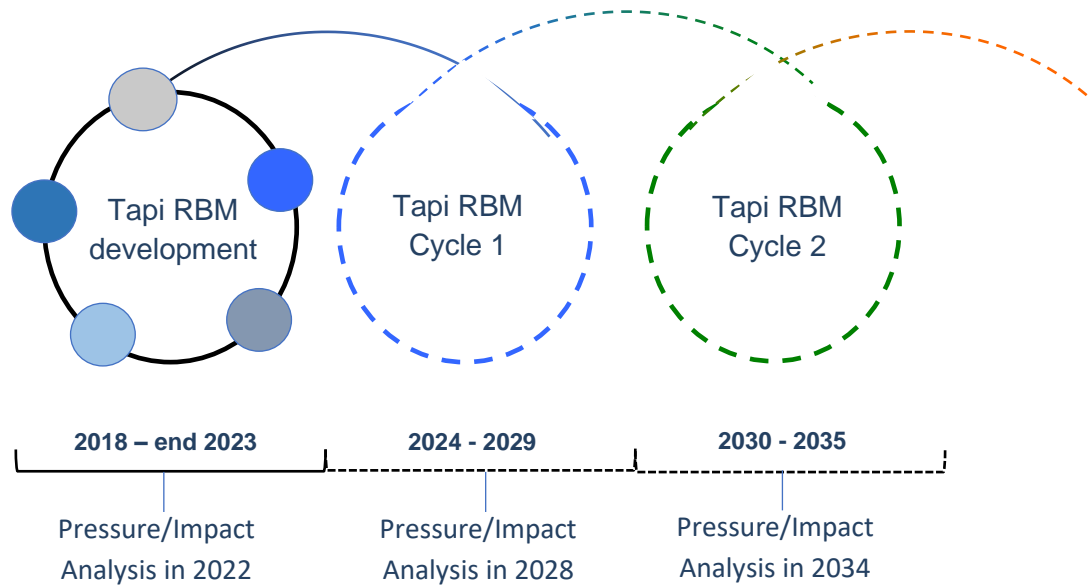 Tapi RBM
development
Tapi RBM
Cycle 1
Tapi RBM
Cycle 2
2018 – end 2023
2024 - 2029
2030 - 2035
Pressure/Impact
Analysis in 2022
Pressure/Impact
Analysis in 2028
Pressure/Impact
Analysis in 2034